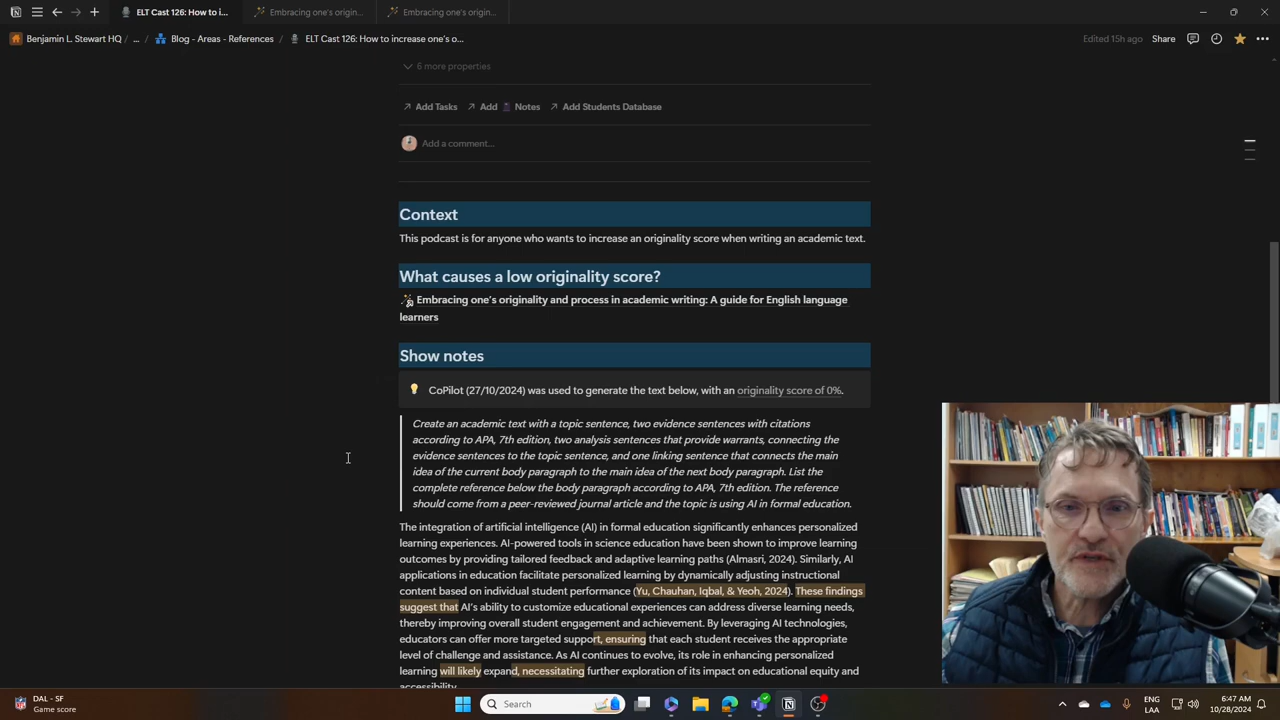 ELT Cast 126: How to i...
Embracing one's origin...
Embracing one's origin...
Benjamin L. Stewart HQ / ... / Blog - Areas - References / ELT Cast 126: How to increase one's o...
Edited 15h ago
Share
6 more properties
Add Tasks
Add Notes
Add Students Database
Add a comment...
Context
This podcast is for anyone who wants to increase an originality score when writing an academic text.
What causes a low originality score?
Embracing one's originality and process in academic writing: A guide for English language
learners
Show notes
CoPilot (27/10/2024) was used to generate the text below, with an originality score of 0%.
Create an academic text with a topic sentence, two evidence sentences with citations
according to APA, 7th edition, two analysis sentences that provide warrants, connecting the
evidence sentences to the topic sentence, and one linking sentence that connects the main
idea of the current body paragraph to the main idea of the next body paragraph. List the
complete reference below the body paragraph according to APA, 7th edition. The reference
should come from a peer-reviewed journal article and the topic is using AI in formal education.
The integration of artificial intelligence (AI) in formal education significantly enhances personalized
learning experiences. AI-powered tools in science education have been shown to improve learning
outcomes by providing tailored feedback and adaptive learning paths (Almasri, 2024). Similarly, AI
applications in education facilitate personalized learning by dynamically adjusting instructional
content based on individual student performance (Yu, Chauhan, Iqbal, & Yeoh, 2024). These findings
suggest that AI's ability to customize educational experiences can address diverse learning needs,
thereby improving overall student engagement and achievement. By leveraging AI technologies,
educators can offer more targeted support, ensuring that each student receives the appropriate
level of challenge and assistance. As AI continues to evolve, its role in enhancing personalized
learning will likely expand, necessitating further exploration of its impact on educational equity and
accessibility.
DAL - SF
Game score
Search
ENG
LAA
6:47 AM
10/28/2024